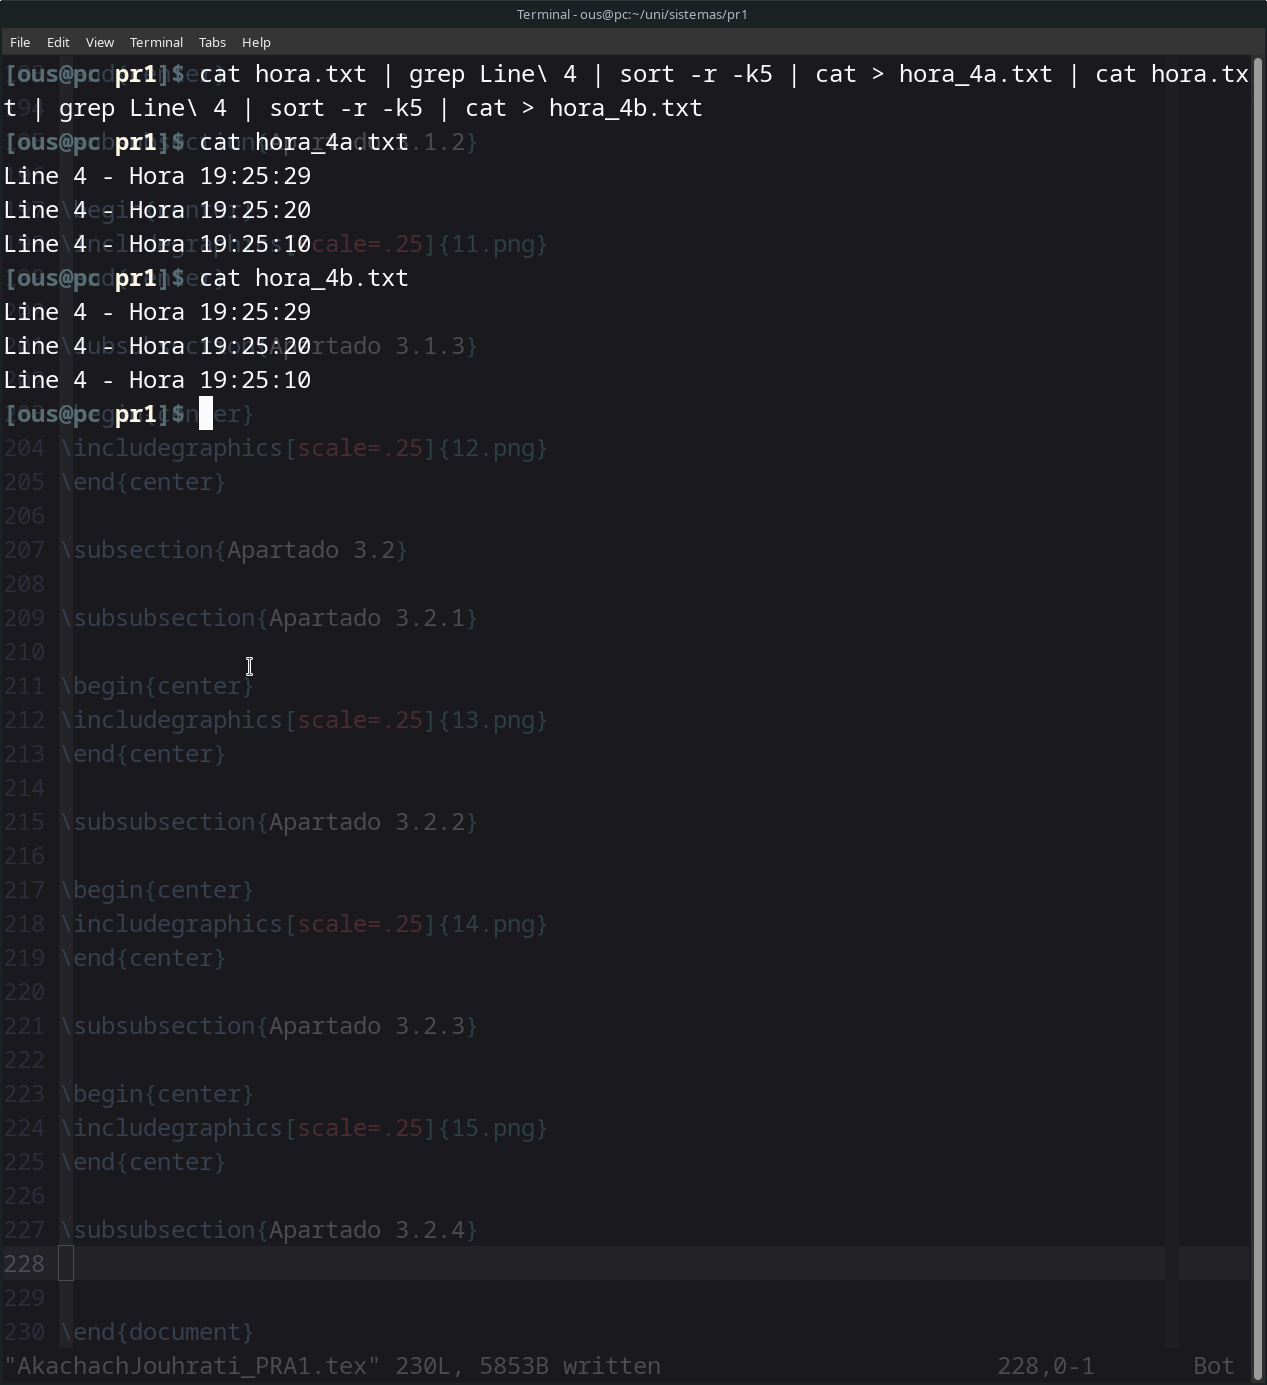 Terminal - ous@pc:~/uni/sistemas/pr1
File Edit View Terminal Tabs Help
[ous@pc pr1]$ cat hora.txt | grep Line\ 4 | sort -r -k5 | cat > hora_4a.txt | cat hora.tx
t | grep Line\ 4 | sort -r -k5 | cat > hora_4b.txt
[ous@pc pr1]$ cat hora_4a.txt
Line 4 - Hora 19:25:29
Line 4 - Hora 19:25:20
Line 4 - Hora 19:25:10
[ous@pc pr1]$ cat hora_4b.txt
Line 4 - Hora 19:25:29
Line 4 - Hora 19:25:20
Line 4 - Hora 19:25:10
[ous@pc pr1]$
204 \includegraphics[scale=.25]{12.png}
205 \end{center}
206
207 \subsection{Apartado 3.2}
208
209 \subsubsection{Apartado 3.2.1}
210
211 \begin{center}
212 \includegraphics[scale=.25]{13.png}
213 \end{center}
214
215 \subsubsection{Apartado 3.2.2}
216
217 \begin{center}
218 \includegraphics[scale=.25]{14.png}
219 \end{center}
220
221 \subsubsection{Apartado 3.2.3}
222
223 \begin{center}
224 \includegraphics[scale=.25]{15.png}
225 \end{center}
226
227 \subsubsection{Apartado 3.2.4}
228
229
230 \end{document}
"AkachachJouhrati_PRA1.tex" 230L, 5853B written 228,0-1 Bot